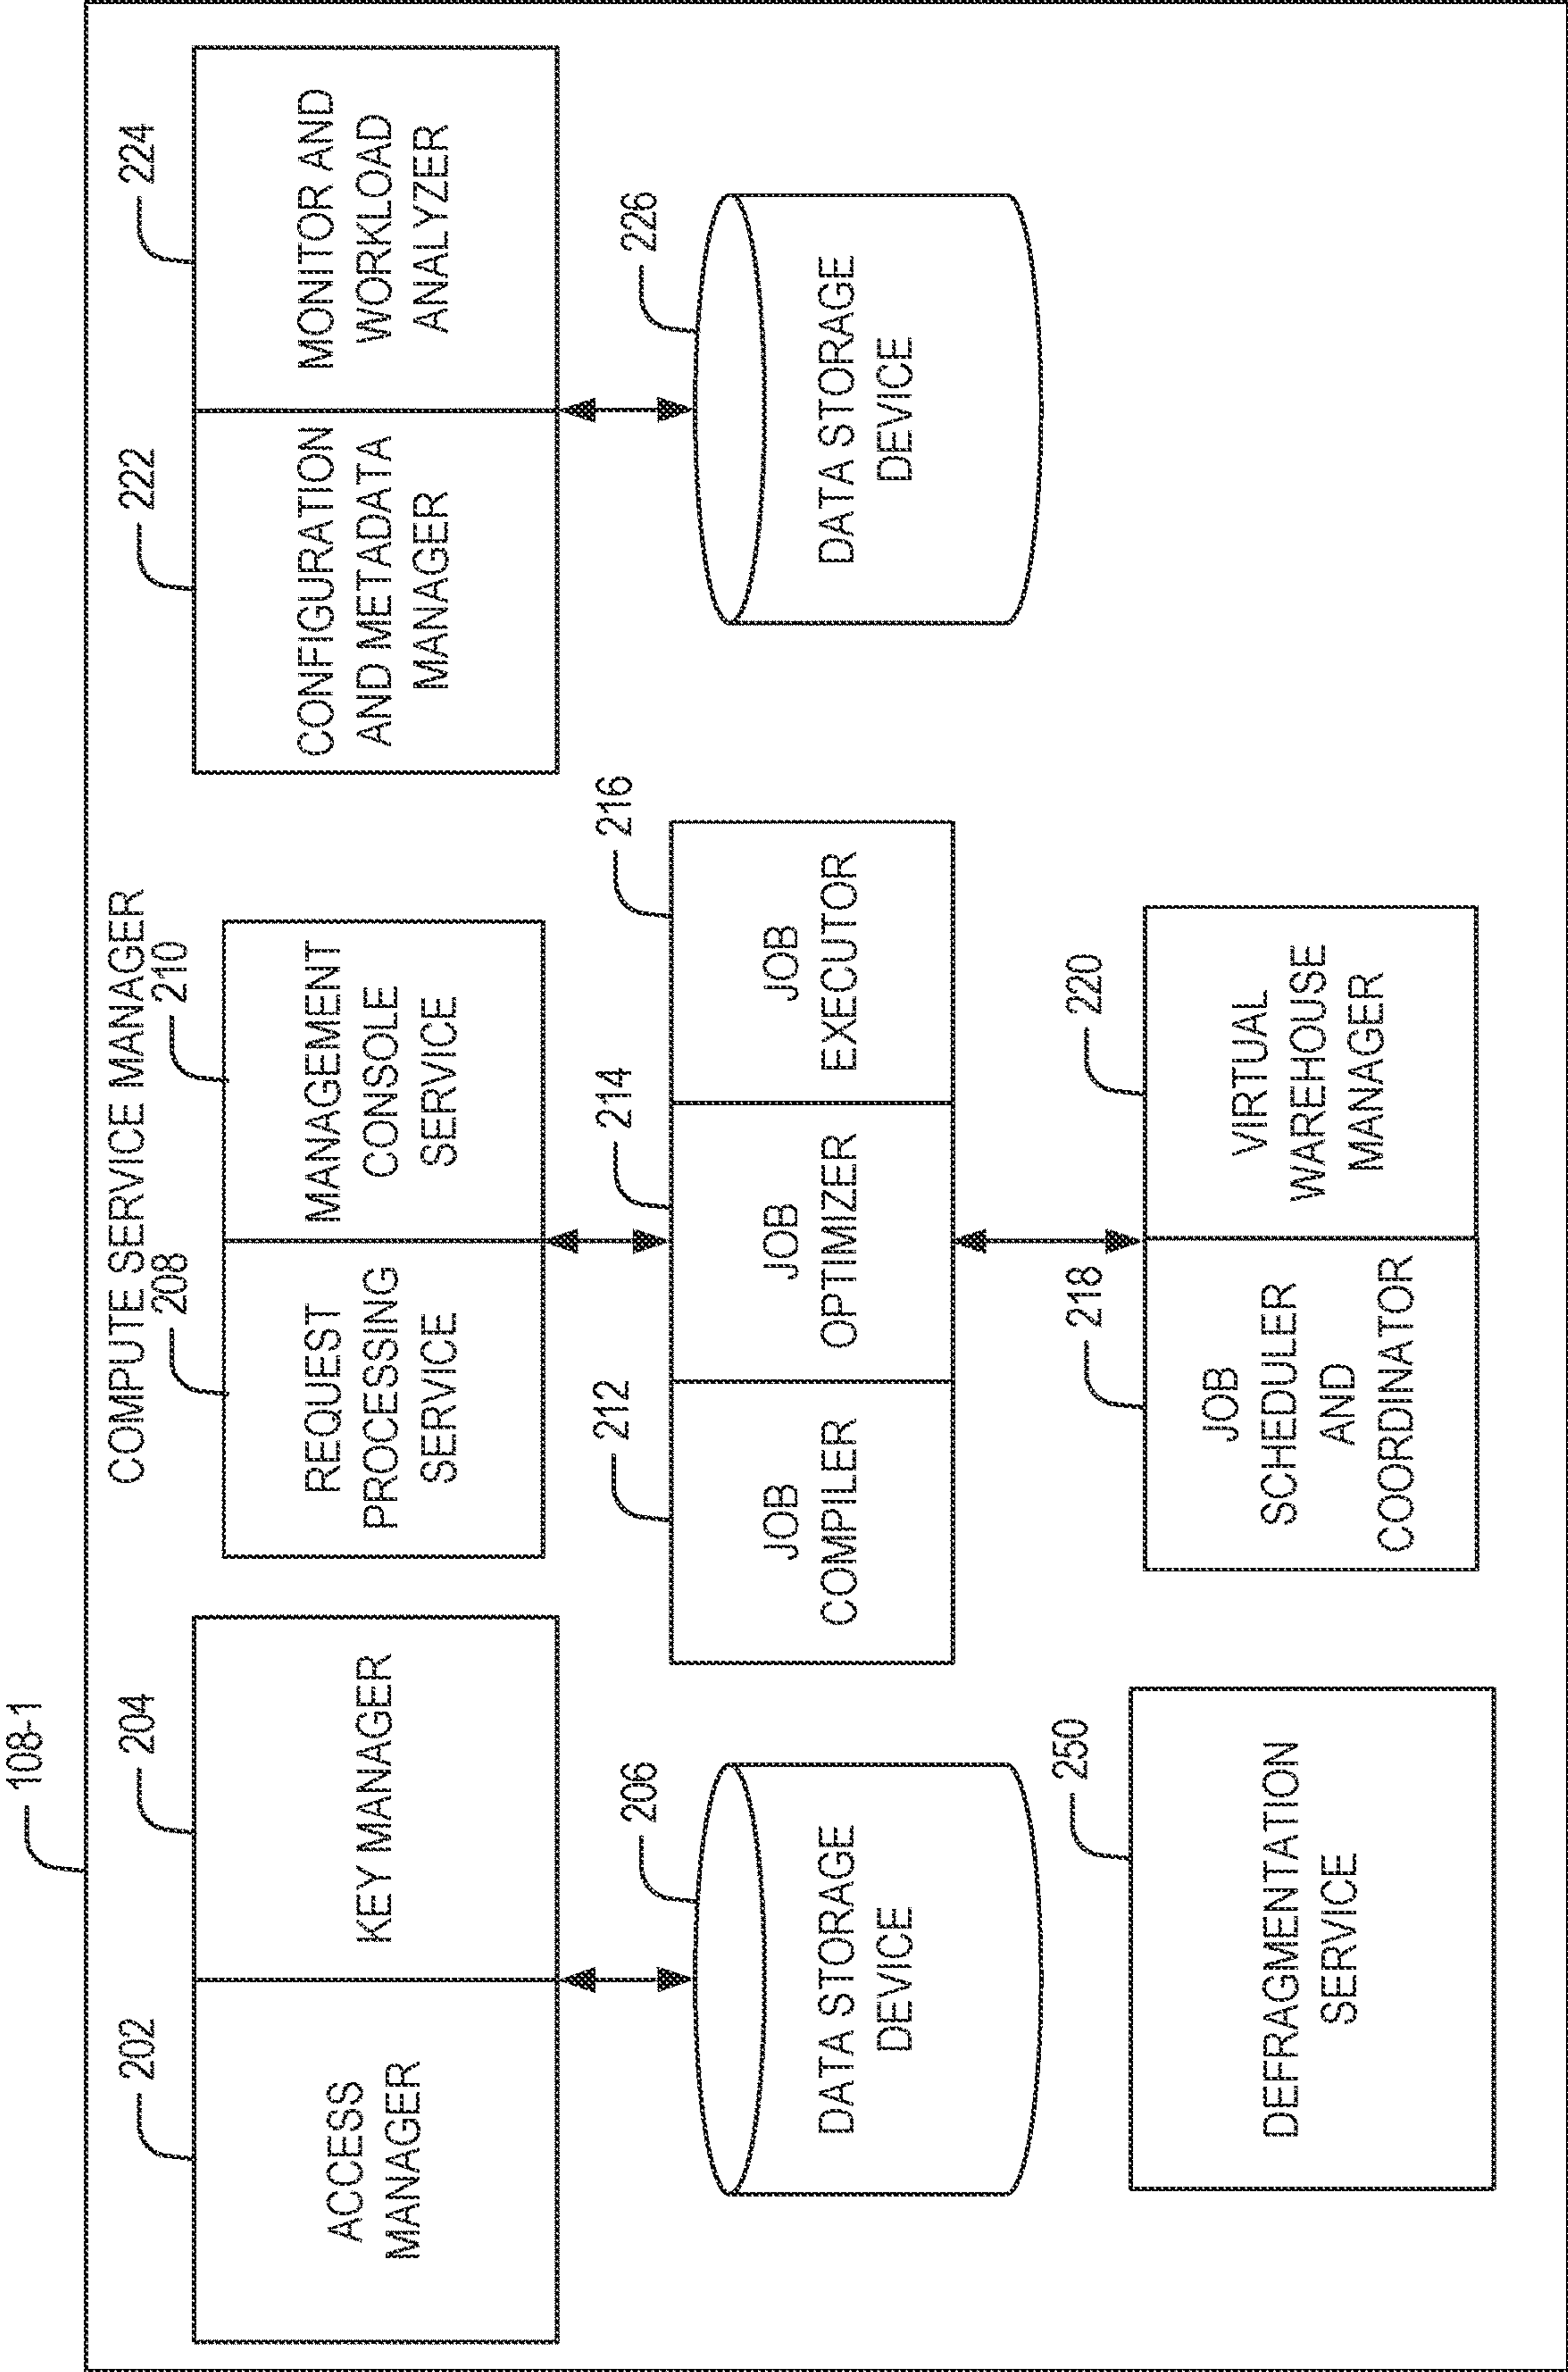 108-1
COMPUTE SERVICE MANAGER
202
204
ACCESS
MANAGER
KEY MANAGER
206
DATA STORAGE
DEVICE
250
DEFRAGMENTATION
SERVICE
208
210
REQUEST
PROCESSING
SERVICE
MANAGEMENT
CONSOLE
SERVICE
212
214
216
JOB
COMPILER
JOB
OPTIMIZER
JOB
EXECUTOR
218
220
JOB
SCHEDULER
AND
COORDINATOR
VIRTUAL
WAREHOUSE
MANAGER
222
224
CONFIGURATION
AND METADATA
MANAGER
MONITOR AND
WORKLOAD
ANALYZER
226
DATA STORAGE
DEVICE